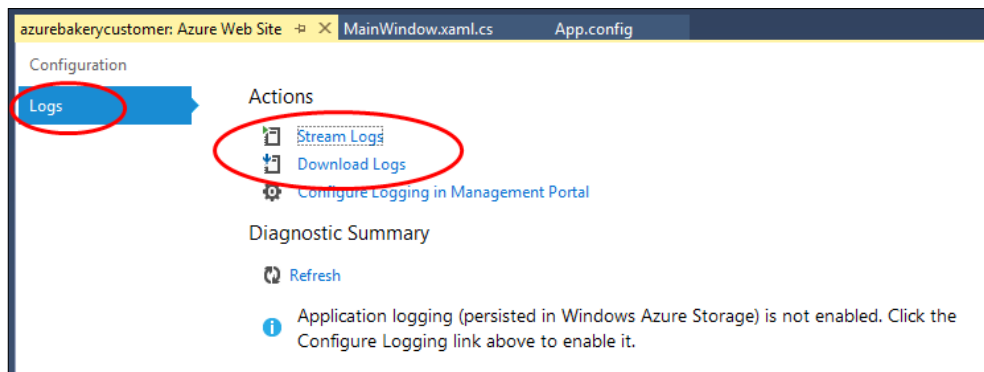 azurebakerycustomer: Azure Web Site MainWindow.xaml.cs App.config
Configuration
Logs
Actions
Stream Logs
Download Logs
Configure Logging in Management Portal
Diagnostic Summary
Refresh
Application logging (persisted in Windows Azure Storage) is not enabled. Click the
Configure Logging link above to enable it.